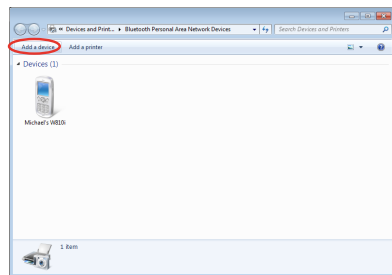 « Devices and Print... ▸ Bluetooth Personal Area Network Devices
Search Devices and Printers
Add a device
Add a printer
Devices (1)
Michael's W810i
1 item